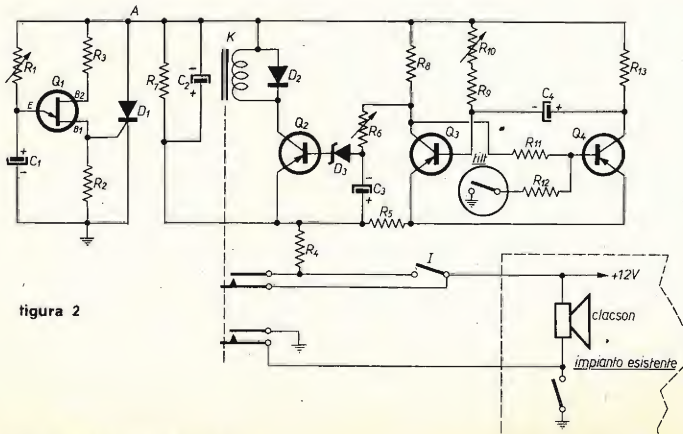 A
K
R1
Q1
R3
B2
E
B1
D1
C1
R2
R7
C2
D2
Q2
R6
D3
C3
R5
R4
R8
R10
R9
C4
R13
Q3
R11
Q4
tilt
R12
I
+12V
clacson
impianto esistente
figura 2